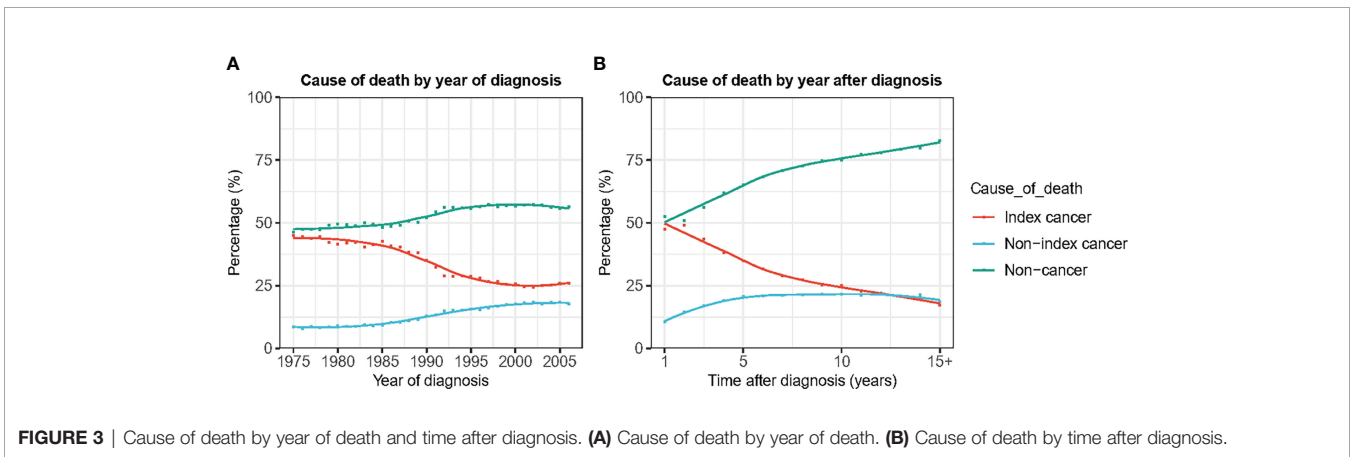 A
Cause of death by year of diagnosis
100
75
50
25
0
Percentage (%)
1975 1980 1985 1990 1995 2000 2005
Year of diagnosis
B
Cause of death by year after diagnosis
100
75
50
25
0
Percentage (%)
1 5 10 15+
Time after diagnosis (years)
Cause_of_death
Index cancer
Non−index cancer
Non−cancer
FIGURE 3 | Cause of death by year of death and time after diagnosis. (A) Cause of death by year of death. (B) Cause of death by time after diagnosis.